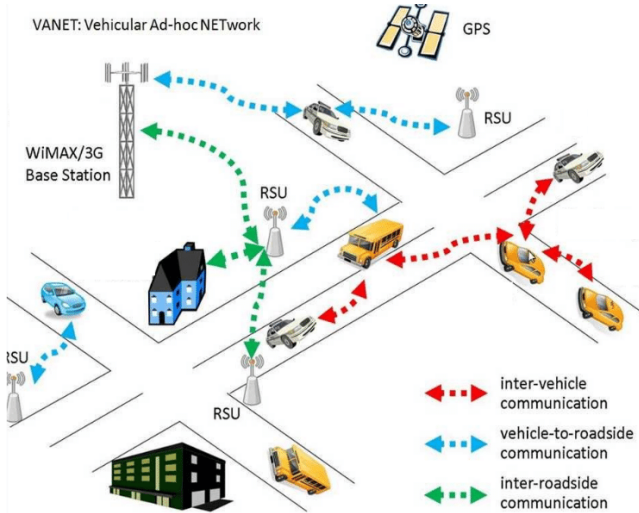 VANET: Vehicular Ad-hoc NETwork
GPS
RSU
WiMAX/3G
Base Station
RSU
RSU
RSU
inter-vehicle
communication
vehicle-to-roadside
communication
inter-roadside
communication